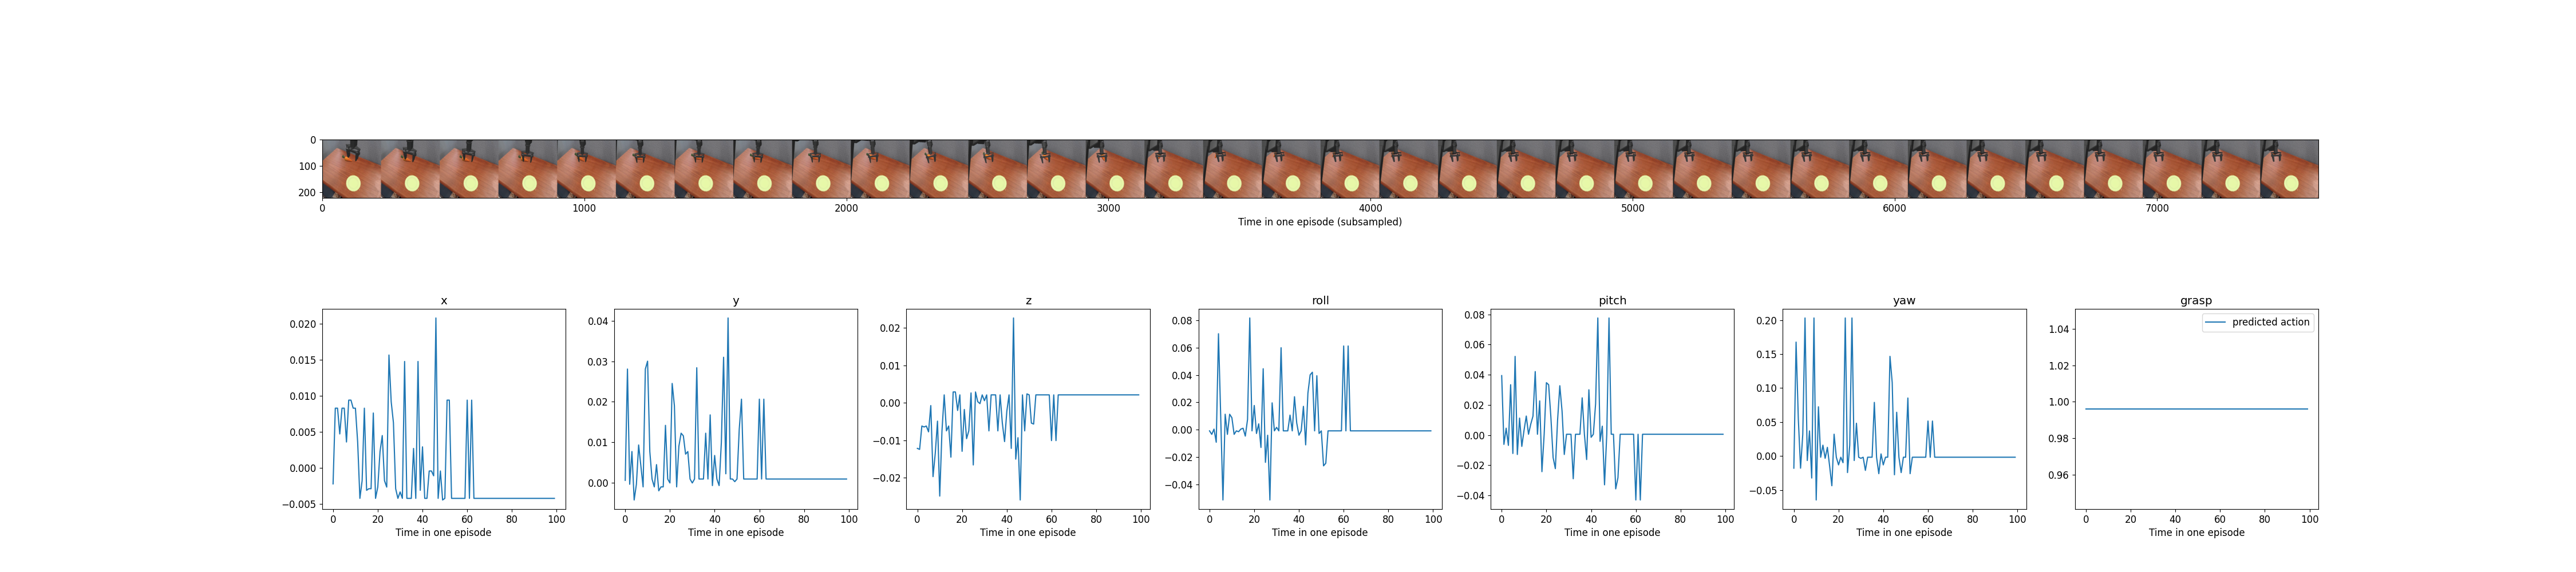 0
100
200
0 1000 2000 3000 4000 5000 6000 7000
Time in one episode (subsampled)
x y z roll pitch yaw grasp
0.020
0.015
0.010
0.005
0.000
−0.005
0 20 40 60 80 100
Time in one episode
0.04
0.03
0.02
0.01
0.00
0 20 40 60 80 100
Time in one episode
0.02
0.01
0.00
−0.01
−0.02
0 20 40 60 80 100
Time in one episode
0.08
0.06
0.04
0.02
0.00
−0.02
−0.04
0 20 40 60 80 100
Time in one episode
0.08
0.06
0.04
0.02
0.00
−0.02
−0.04
0 20 40 60 80 100
Time in one episode
0.20
0.15
0.10
0.05
0.00
−0.05
0 20 40 60 80 100
Time in one episode
predicted action
1.04
1.02
1.00
0.98
0.96
0 20 40 60 80 100
Time in one episode